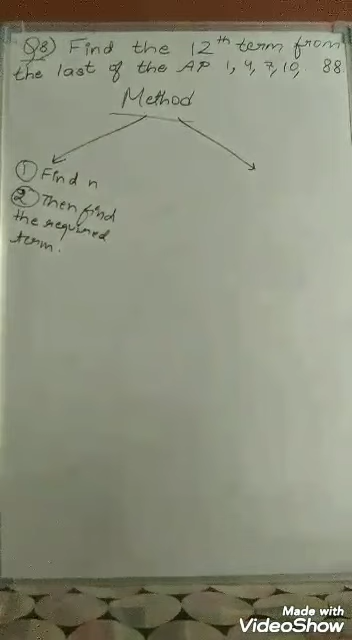 Q8) Find the 12th term from
the last of the AP 1, 4, 7, 10, 88
Method
① Find n
② Then find
the required
term.
Made with
VideoShow